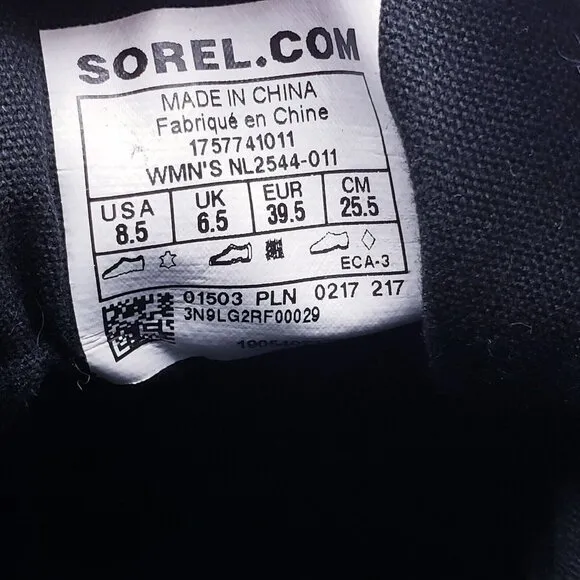 SOREL.COM
MADE IN CHINA
Fabriqué en Chine
1757741011
WMN'S NL2544-011
USA UK EUR CM
8.5 6.5 39.5 25.5
ECA-3
01503 PLN 0217 217
3N9LG2RF00029